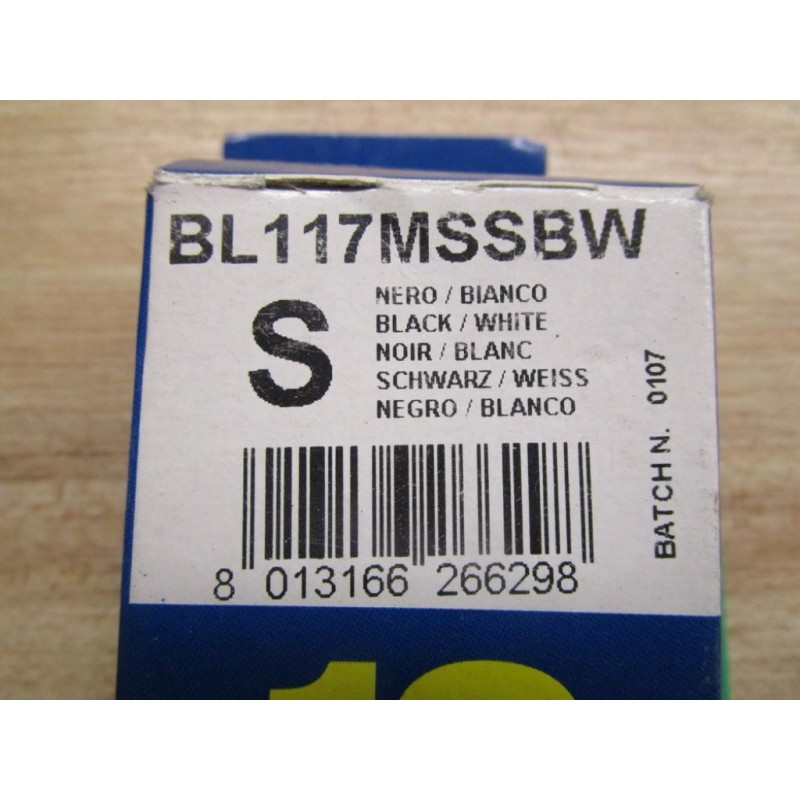 BL117MSSBW
S
NERO / BIANCO
BLACK / WHITE
NOIR / BLANC
SCHWARZ / WEISS
NEGRO / BLANCO
BATCH N. 0107
8 013166 266298